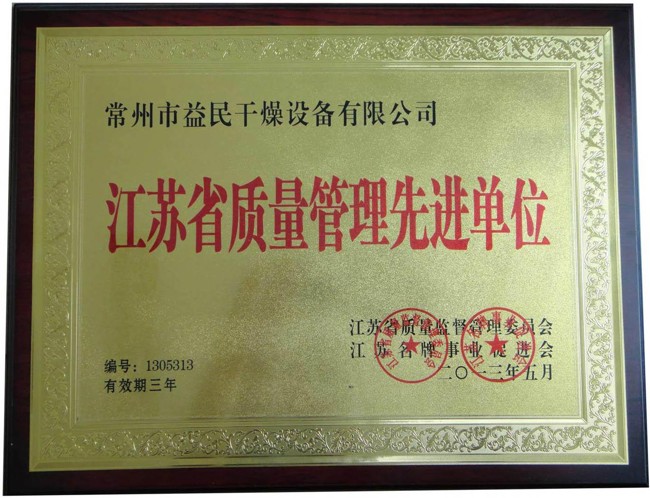 常州市益民干燥设备有限公司
江苏省质量管理先进单位
江苏省质量监督管理委员会
江苏名牌事业促进会
二〇一三年五月
编号：1305313
有效期三年